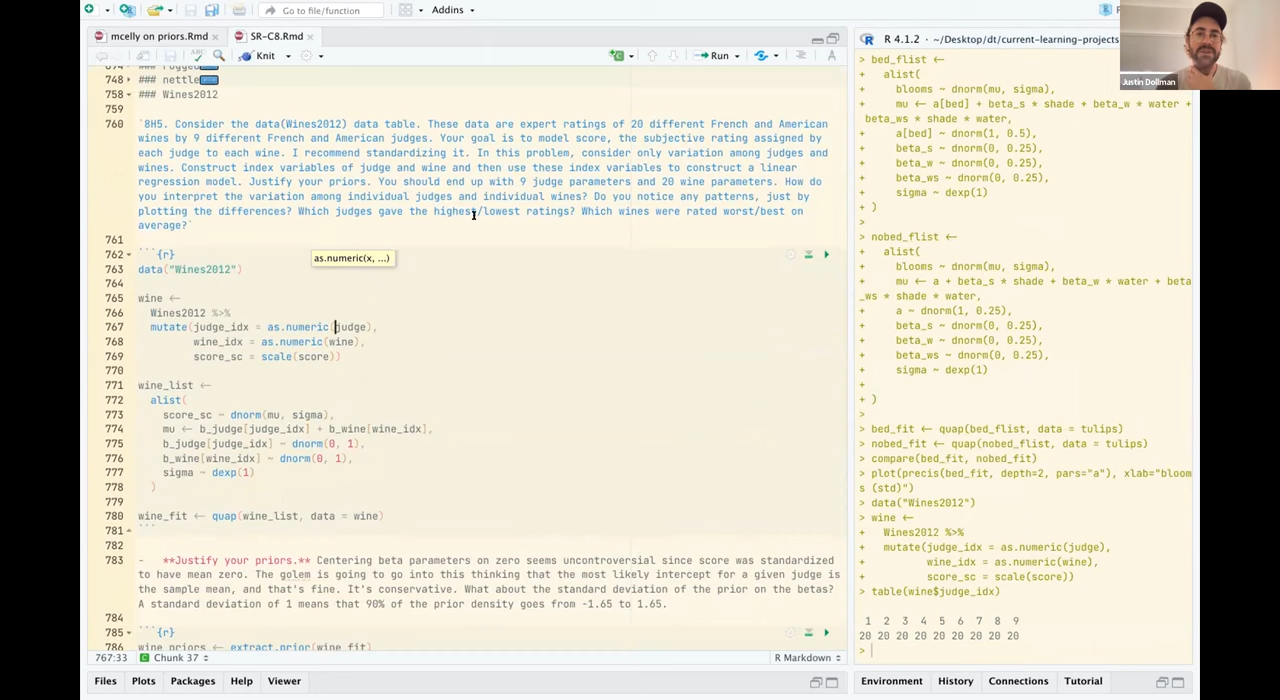 Go to file/function
Addins
mcelly on priors.Rmd
SR-C8.Rmd
Knit
Run
748 ### nettle
758 ### Wines2012
759
760 `8H5. Consider the data(Wines2012) data table. These data are expert ratings of 20 different French and American
wines by 9 different French and American judges. Your goal is to model score, the subjective rating assigned by
each judge to each wine. I recommend standardizing it. In this problem, consider only variation among judges and
wines. Construct index variables of judge and wine and then use these index variables to construct a linear
regression model. Justify your priors. You should end up with 9 judge parameters and 20 wine parameters. How do
you interpret the variation among individual judges and individual wines? Do you notice any patterns, just by
plotting the differences? Which judges gave the highest/lowest ratings? Which wines were rated worst/best on
average?`
761
762 ```{r}
as.numeric(x, ...)
763 data("Wines2012")
764
765 wine <-
766 Wines2012 %>%
767 mutate(judge_idx = as.numeric(judge),
768 wine_idx = as.numeric(wine),
769 score_sc = scale(score))
770
771 wine_list <-
772 alist(
773 score_sc ~ dnorm(mu, sigma),
774 mu <- b_judge[judge_idx] + b_wine[wine_idx],
775 b_judge[judge_idx] ~ dnorm(0, 1),
776 b_wine[wine_idx] ~ dnorm(0, 1),
777 sigma ~ dexp(1)
778 )
779
780 wine_fit <- quap(wine_list, data = wine)
781 ```
782
783 - **Justify your priors.** Centering beta parameters on zero seems uncontroversial since score was standardized
to have mean zero. The golem is going to go into this thinking that the most likely intercept for a given judge is
the sample mean, and that's fine. It's conservative. What about the standard deviation of the prior on the betas?
A standard deviation of 1 means that 90% of the prior density goes from -1.65 to 1.65.
784
785 ```{r}
786 wine_priors <- extract.prior(wine_fit)
767:33 Chunk 37 R Markdown
Files Plots Packages Help Viewer
R 4.1.2 · ~/Desktop/dt/current-learning-projects
Justin Dollman
> bed_flist <-
+ alist(
+ blooms ~ dnorm(mu, sigma),
+ mu <- a[bed] + beta_s * shade + beta_w * water +
beta_ws * shade * water,
+ a[bed] ~ dnorm(1, 0.5),
+ beta_s ~ dnorm(0, 0.25),
+ beta_w ~ dnorm(0, 0.25),
+ beta_ws ~ dnorm(0, 0.25),
+ sigma ~ dexp(1)
+ )
>
> nobed_flist <-
+ alist(
+ blooms ~ dnorm(mu, sigma),
+ mu <- a + beta_s * shade + beta_w * water + beta
_ws * shade * water,
+ a ~ dnorm(1, 0.25),
+ beta_s ~ dnorm(0, 0.25),
+ beta_w ~ dnorm(0, 0.25),
+ beta_ws ~ dnorm(0, 0.25),
+ sigma ~ dexp(1)
+
+ )
>
> bed_fit <- quap(bed_flist, data = tulips)
> nobed_fit <- quap(nobed_flist, data = tulips)
> compare(bed_fit, nobed_fit)
> plot(precis(bed_fit, depth=2, pars="a"), xlab="bloom
s (std)")
> data("Wines2012")
> wine <-
+ Wines2012 %>%
+ mutate(judge_idx = as.numeric(judge),
+ wine_idx = as.numeric(wine),
+ score_sc = scale(score))
> table(wine$judge_idx)
1 2 3 4 5 6 7 8 9
20 20 20 20 20 20 20 20 20
>
Environment History Connections Tutorial